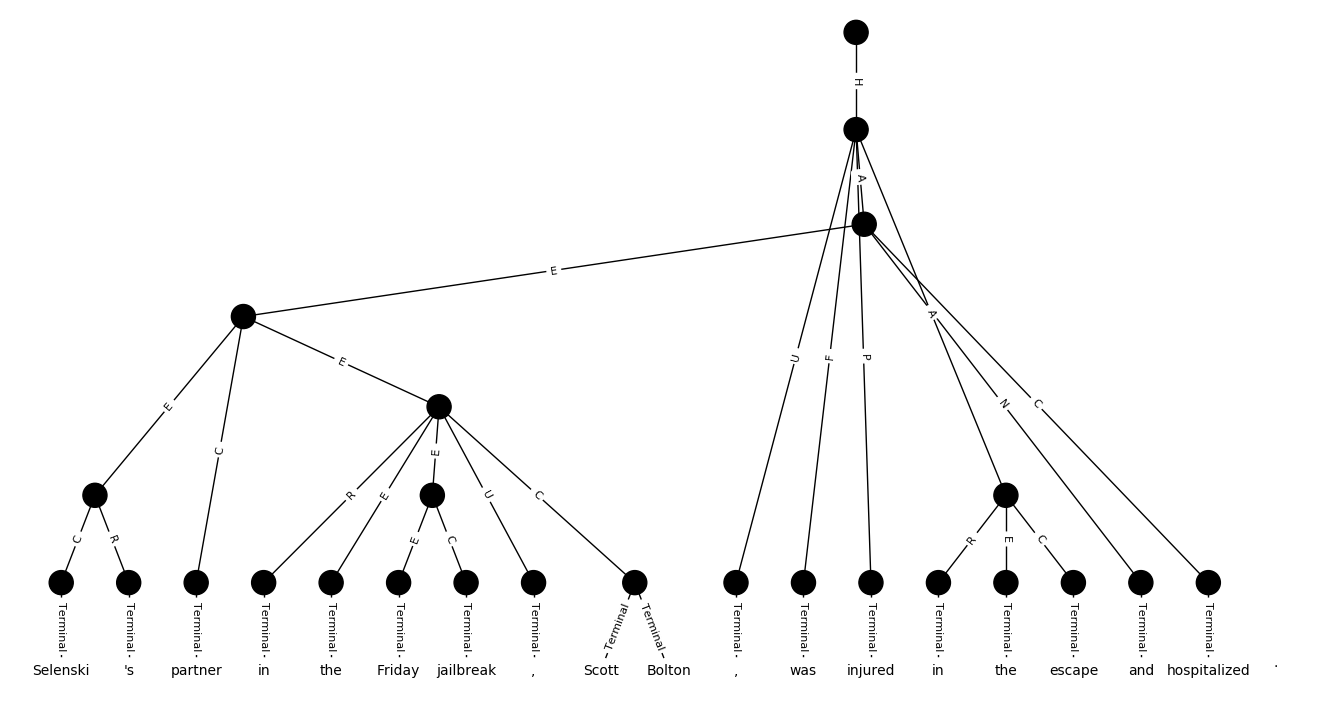 H
A
E
A
U
F
P
E
E
C
N
C
E
C
R
E
U
C
C
R
E
C
R
E
C
Terminal Terminal Terminal Terminal Terminal Terminal Terminal Terminal Terminal Terminal Terminal Terminal Terminal Terminal Terminal Terminal Terminal Terminal
Selenski 's partner in the Friday jailbreak , Scott Bolton , was injured in the escape and hospitalized .